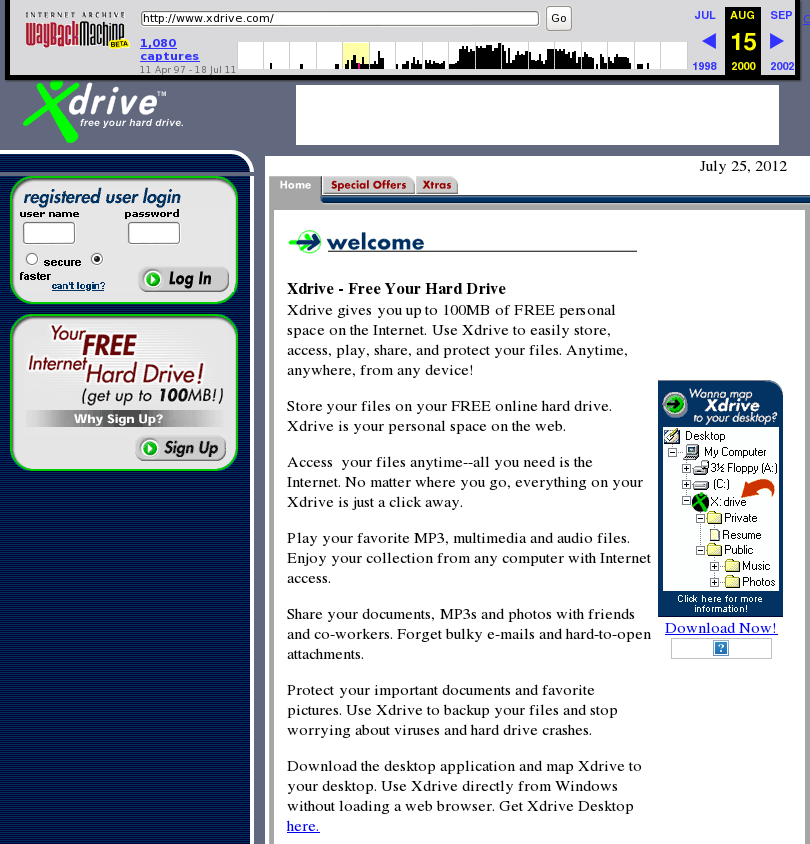 INTERNET ARCHIVE
WayBackMachine
BETA
http://www.xdrive.com/
Go
1,080
captures
11 Apr 97 - 18 Jul 11
JUL AUG SEP
15
1998 2000 2002
Xdrive™
free your hard drive.
July 25, 2012
Home Special Offers Xtras
registered user login
user name password
secure
faster
can't login?
Log In
Your
FREE
Internet
Hard Drive!
(get up to 100MB!)
Why Sign Up?
Sign Up
welcome
Xdrive - Free Your Hard Drive
Xdrive gives you up to 100MB of FREE personal
space on the Internet. Use Xdrive to easily store,
access, play, share, and protect your files. Anytime,
anywhere, from any device!
Store your files on your FREE online hard drive.
Xdrive is your personal space on the web.
Access your files anytime--all you need is the
Internet. No matter where you go, everything on your
Xdrive is just a click away.
Play your favorite MP3, multimedia and audio files.
Enjoy your collection from any computer with Internet
access.
Share your documents, MP3s and photos with friends
and co-workers. Forget bulky e-mails and hard-to-open
attachments.
Protect your important documents and favorite
pictures. Use Xdrive to backup your files and stop
worrying about viruses and hard drive crashes.
Download the desktop application and map Xdrive to
your desktop. Use Xdrive directly from Windows
without loading a web browser. Get Xdrive Desktop
here.
Wanna map
Xdrive
to your desktop?
Desktop
My Computer
3½ Floppy (A:)
(C:)
X: drive
Private
Resume
Public
Music
Photos
Click here for more
information!
Download Now!
?